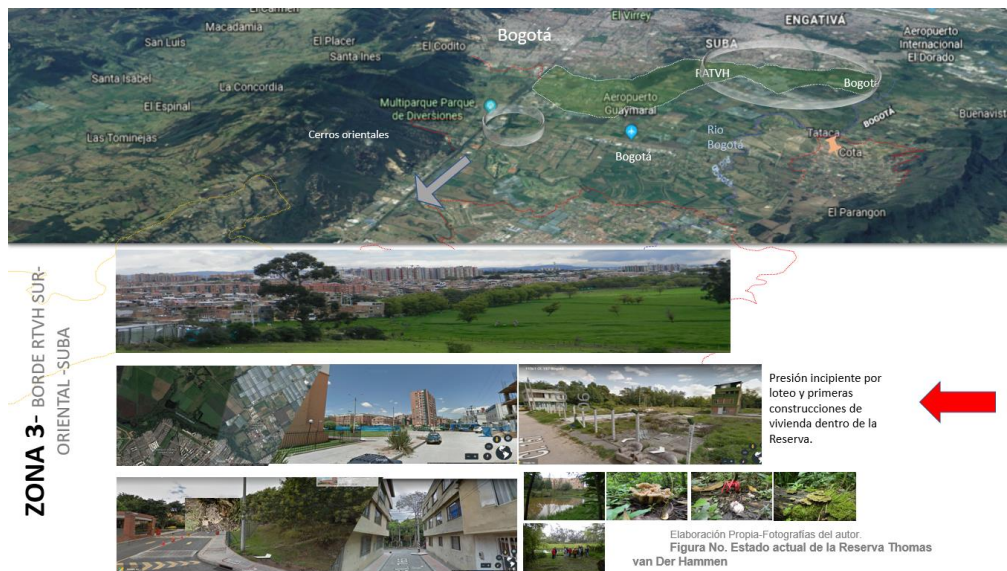 El Carmen
Macadamia
San Luis
El Placer
Santa Ines
El Codito
Bogotá
El Virrey
ENGATIVÁ
SUBA
Aeropuerto
Internacional
El Dorado
Santa Isabel
La Concordia
El Espinal
Multiparque Parque
de Diversiones
RATVH
Bogot
Aeropuerto
Guaymaral
BOGOTÁ
Buenavist
Las Tominejas
Cerros orientales
Bogotá
Rio
Bogotá
Tataca
Cota
El Parangon
ZONA 3- BORDE RTVH SUR-
ORIENTAL -SUBA
Presión incipiente por
loteo y primeras
construcciones de
vivienda dentro de la
Reserva.
Elaboración Propia-Fotografías del autor.
Figura No. Estado actual de la Reserva Thomas
van Der Hammen